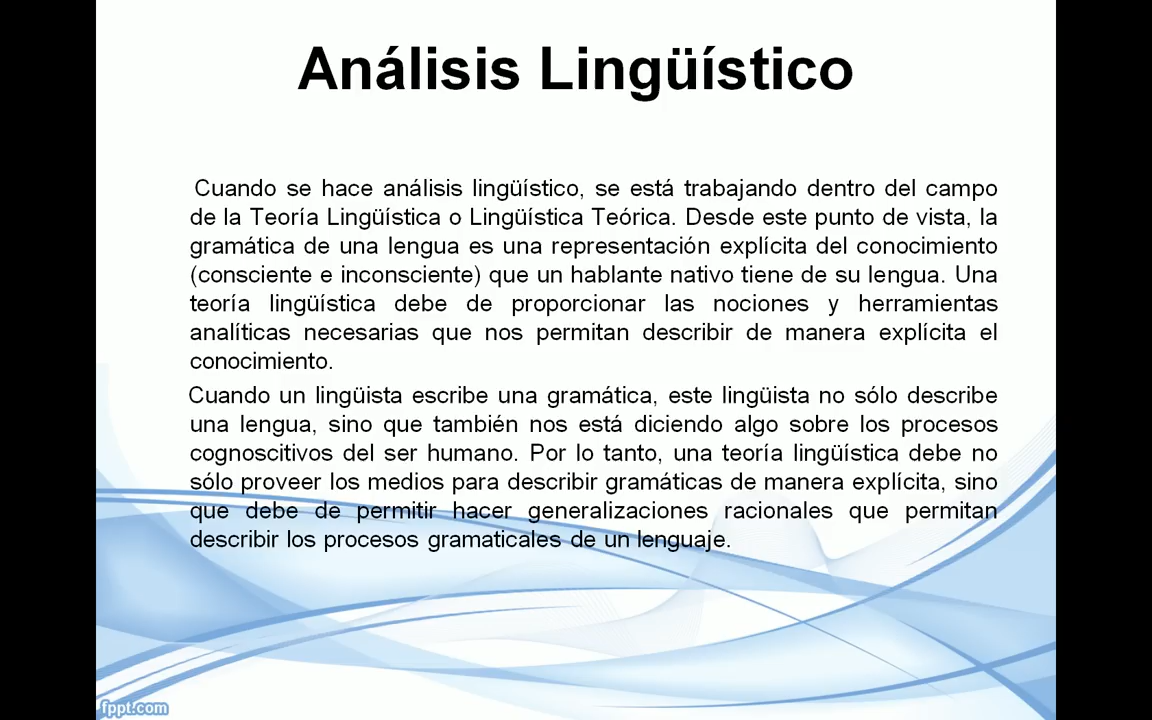 Análisis Lingüístico
Cuando se hace análisis lingüístico, se está trabajando dentro del campo
de la Teoría Lingüística o Lingüística Teórica. Desde este punto de vista, la
gramática de una lengua es una representación explícita del conocimiento
(consciente e inconsciente) que un hablante nativo tiene de su lengua. Una
teoría lingüística debe de proporcionar las nociones y herramientas
analíticas necesarias que nos permitan describir de manera explícita el
conocimiento.
Cuando un lingüista escribe una gramática, este lingüista no sólo describe
una lengua, sino que también nos está diciendo algo sobre los procesos
cognoscitivos del ser humano. Por lo tanto, una teoría lingüística debe no
sólo proveer los medios para describir gramáticas de manera explícita, sino
que debe de permitir hacer generalizaciones racionales que permitan
describir los procesos gramaticales de un lenguaje.
fppt.com